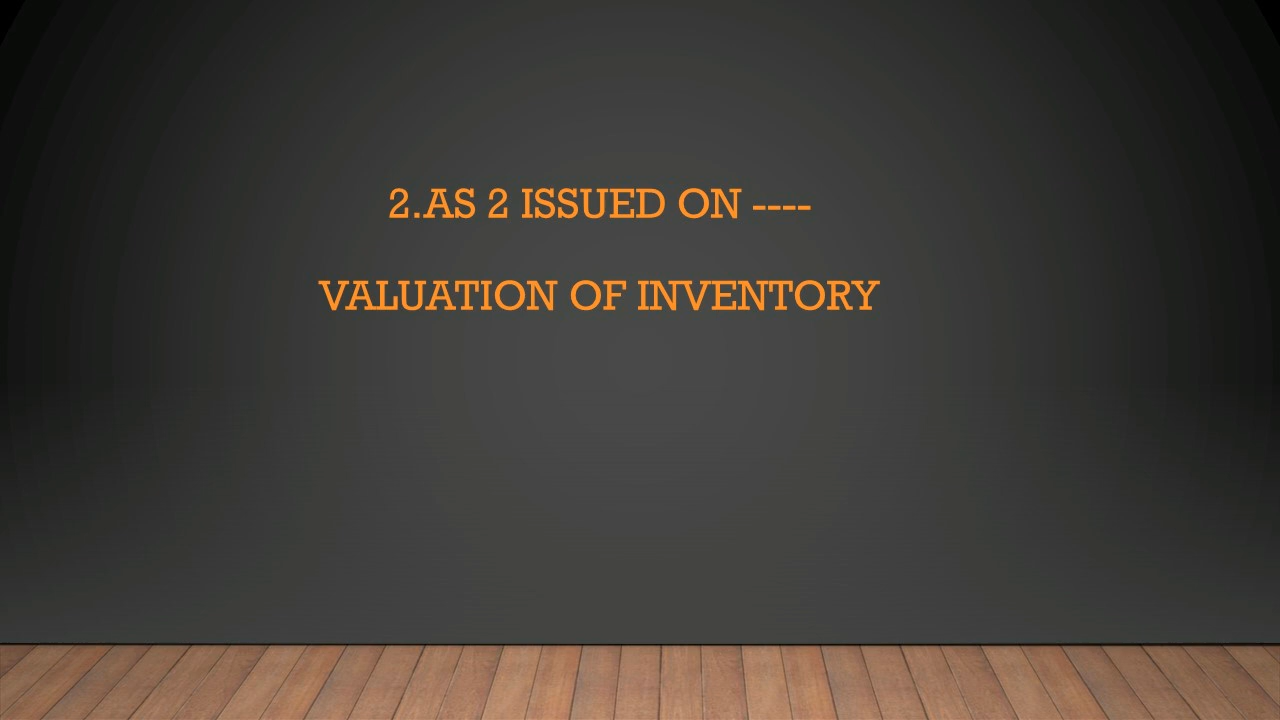 2.AS 2 ISSUED ON ----
VALUATION OF INVENTORY